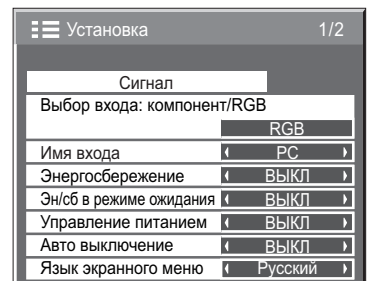 Установка 1/2
Сигнал
Выбор входа: компонент/RGB
RGB
Имя входа PC
Энергосбережение ВЫКЛ
Эн/сб в режиме ожидания ВЫКЛ
Управление питанием ВЫКЛ
Авто выключение ВЫКЛ
Язык экранного меню Русский